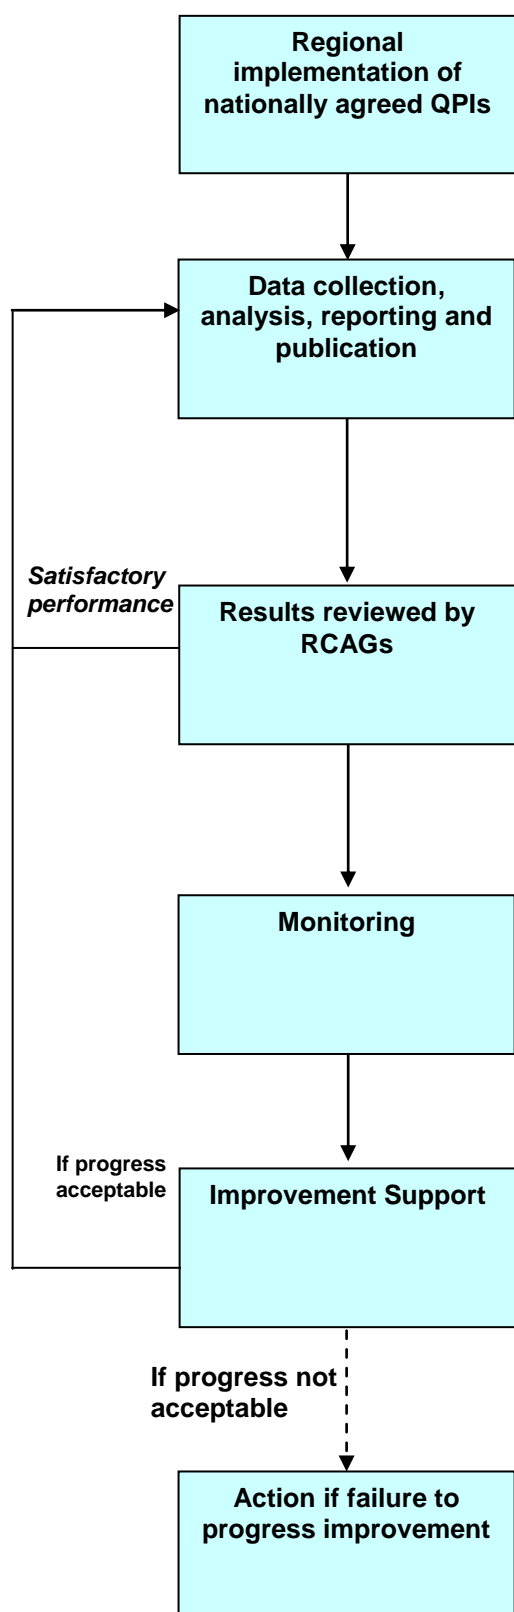 Regional
implementation of
nationally agreed QPIs
Data collection,
analysis, reporting and
publication
Satisfactory
performance
Results reviewed by
RCAGs
Monitoring
If progress
acceptable
Improvement Support
If progress not
acceptable
Action if failure to
progress improvement